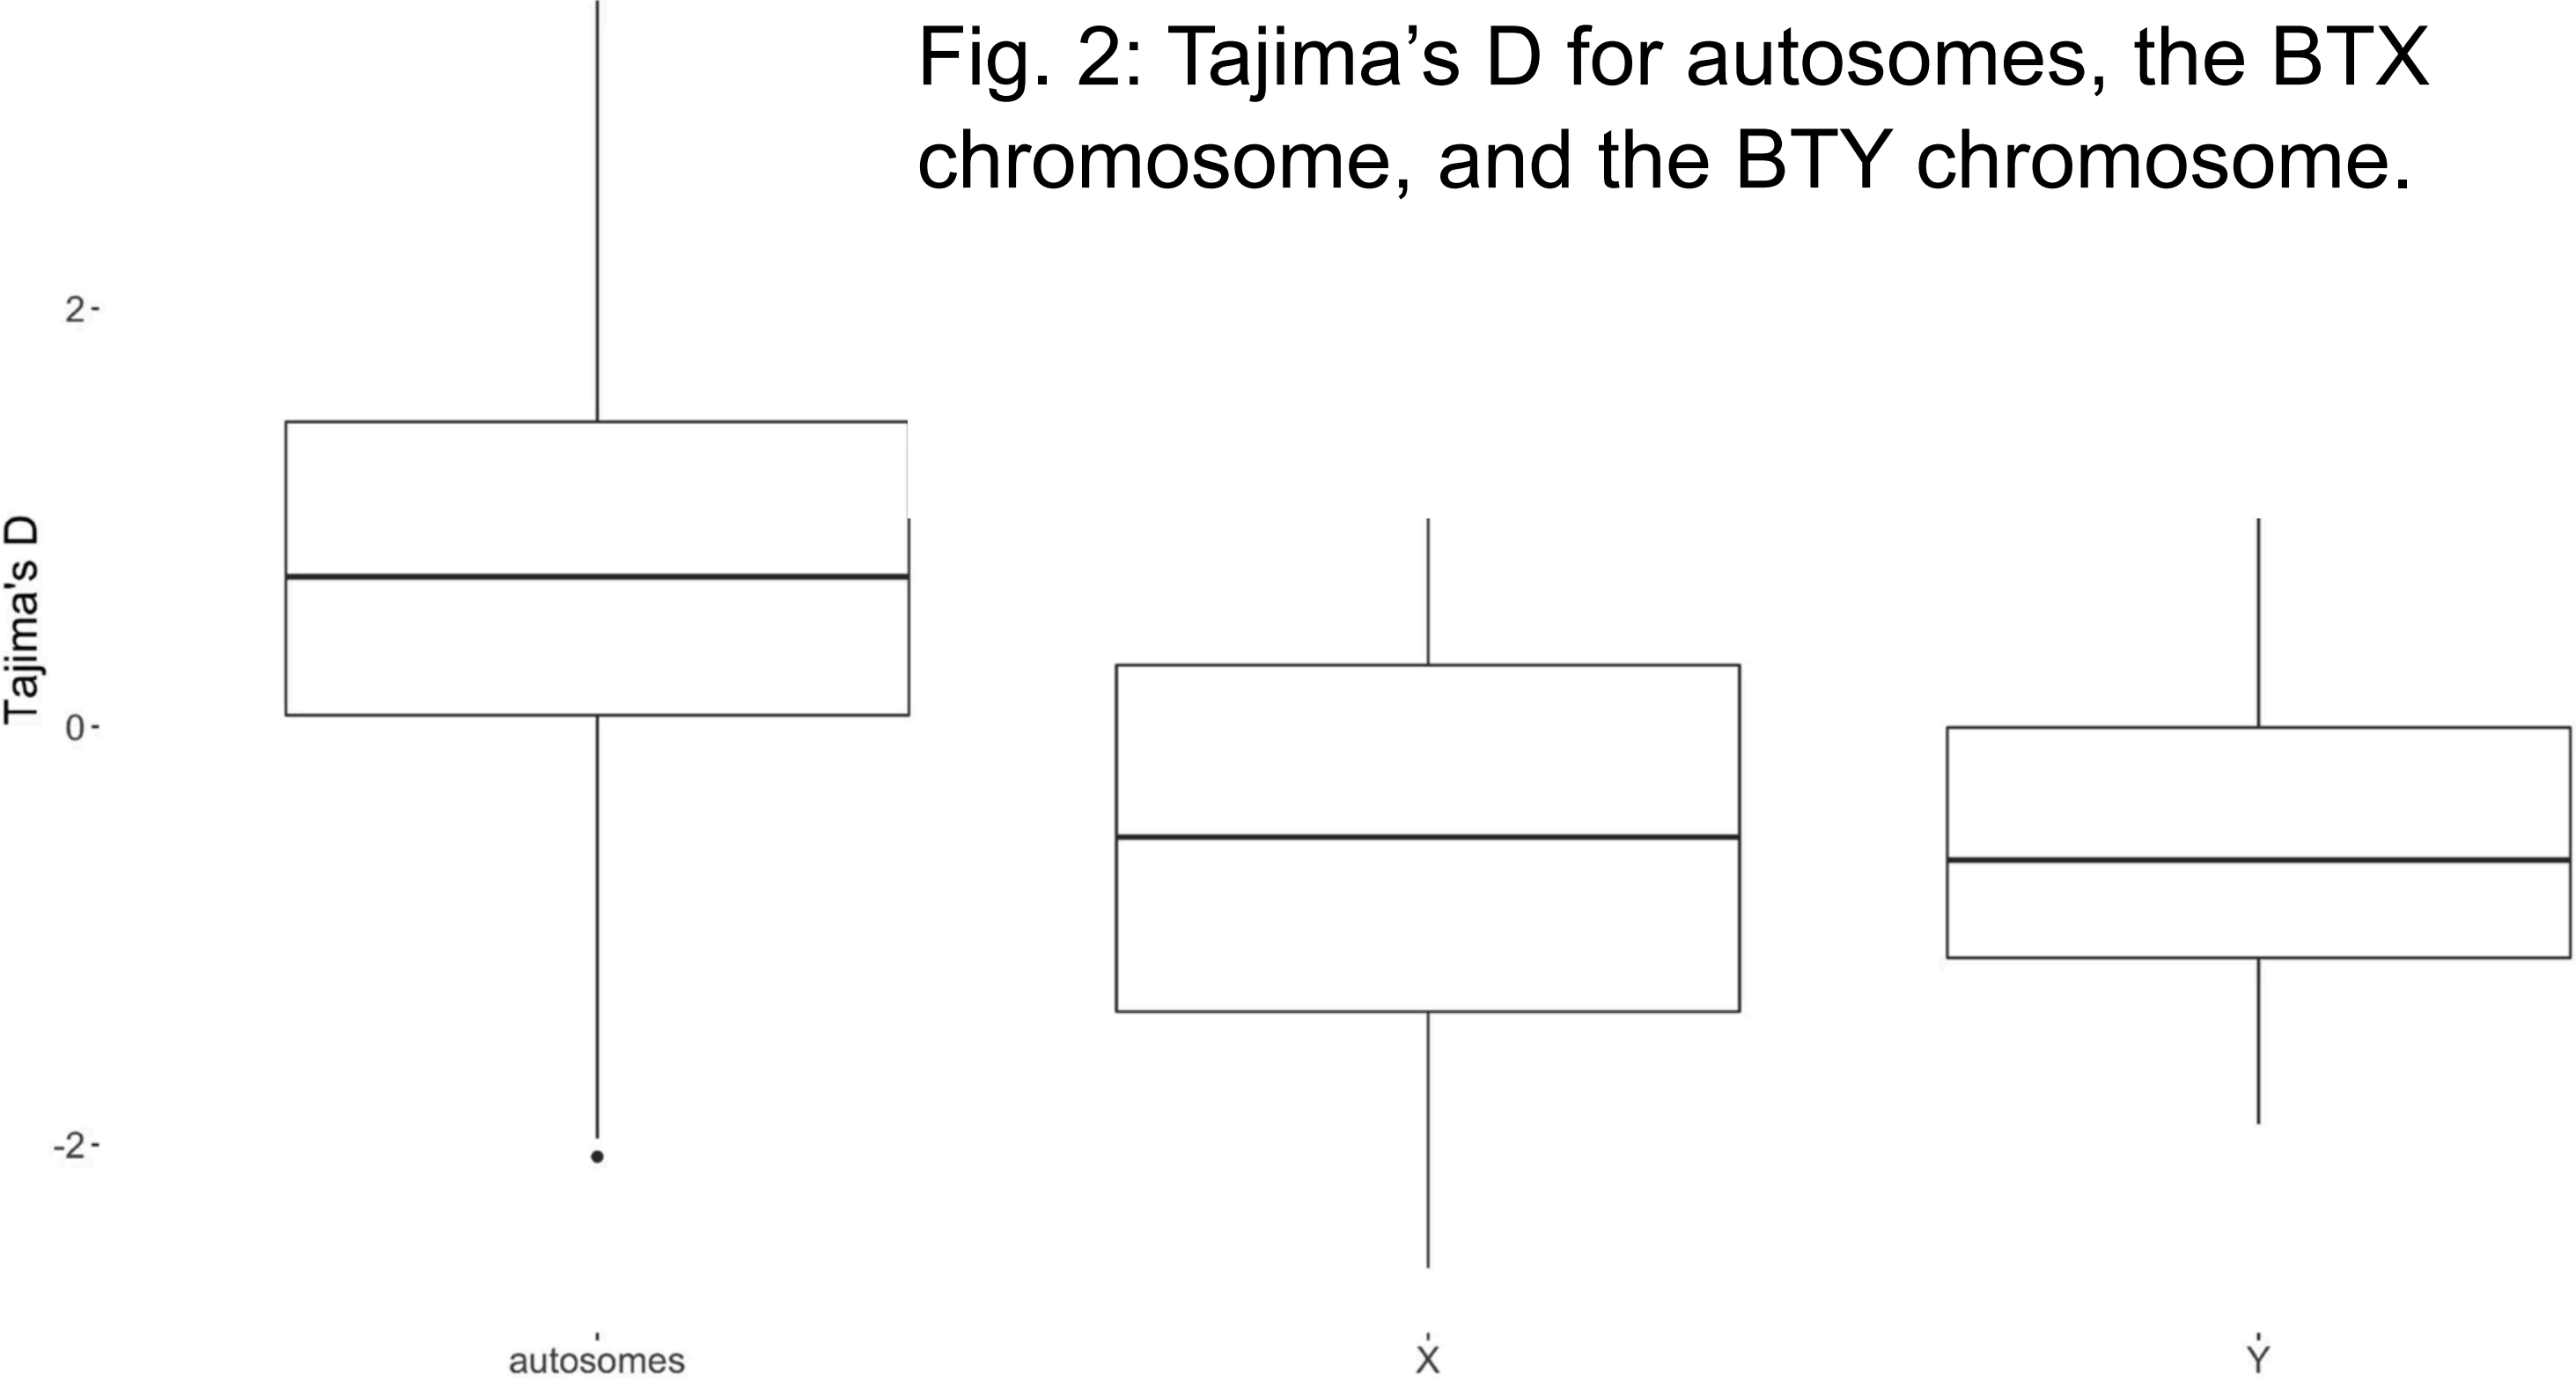 Fig. 2: Tajima’s D for autosomes, the BTX
chromosome, and the BTY chromosome.
Tajima's D
2
0
-2
autosomes
X
Y